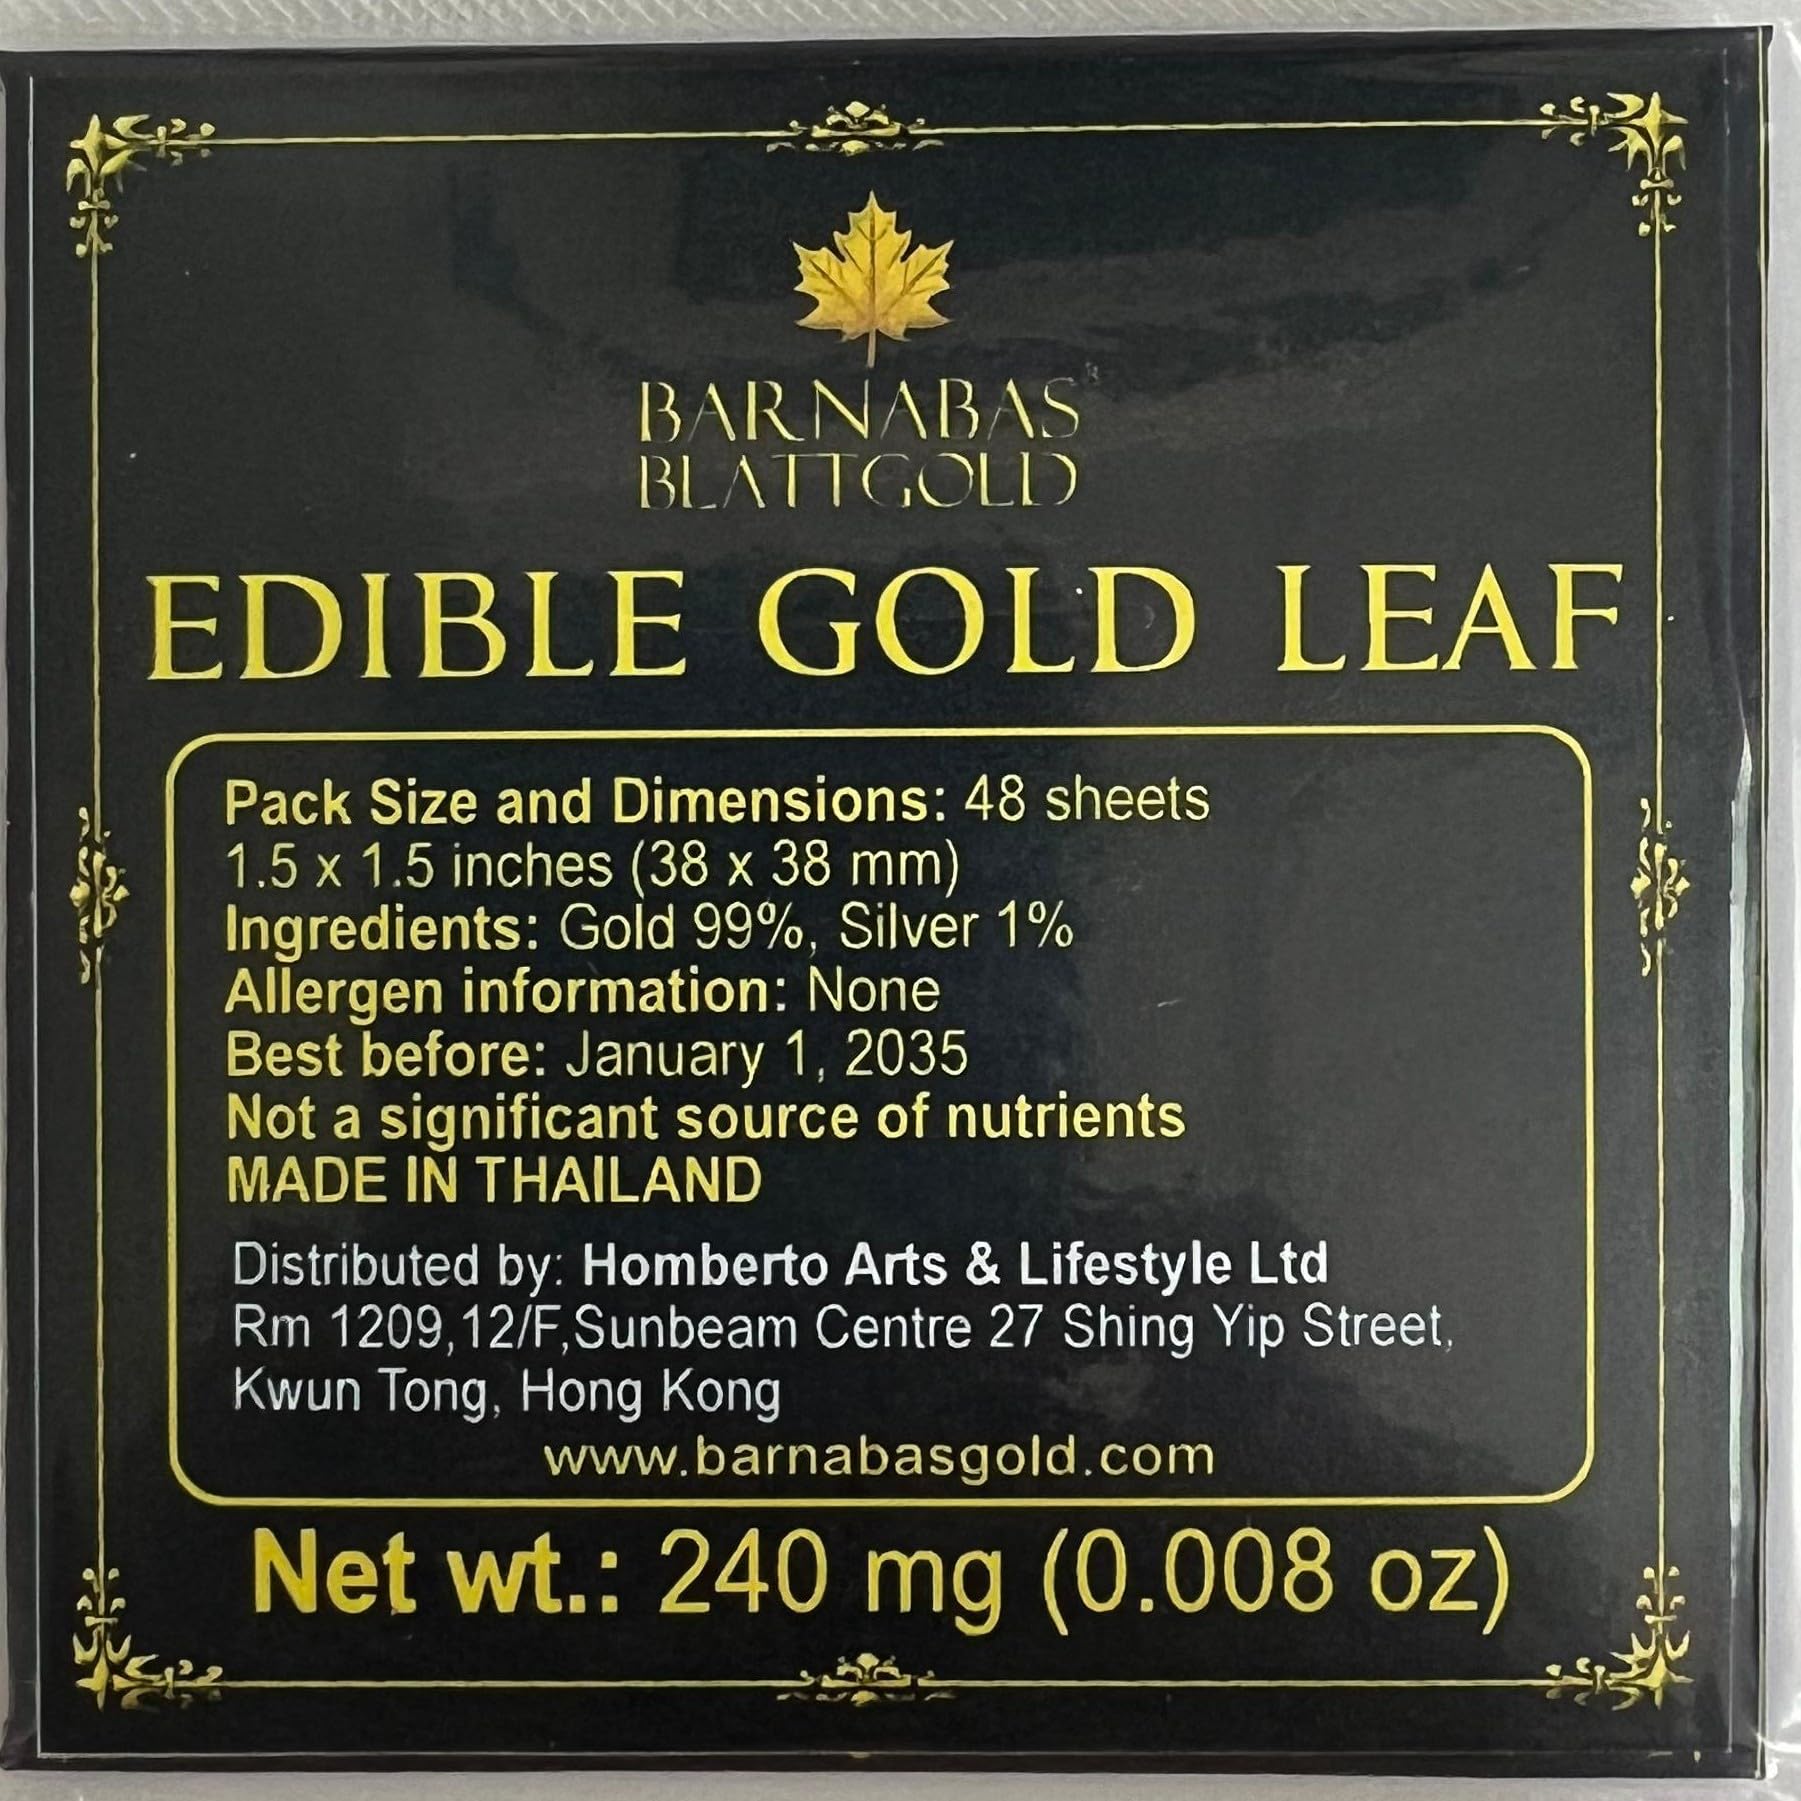 BARNABAS®
BLATTGOLD
EDIBLE GOLD LEAF
Pack Size and Dimensions: 48 sheets
1.5 x 1.5 inches (38 x 38 mm)
Ingredients: Gold 99%, Silver 1%
Allergen information: None
Best before: January 1, 2035
Not a significant source of nutrients
MADE IN THAILAND
Distributed by: Homberto Arts & Lifestyle Ltd
Rm 1209,12/F,Sunbeam Centre 27 Shing Yip Street,
Kwun Tong, Hong Kong
www.barnabasgold.com
Net wt.: 240 mg (0.008 oz)